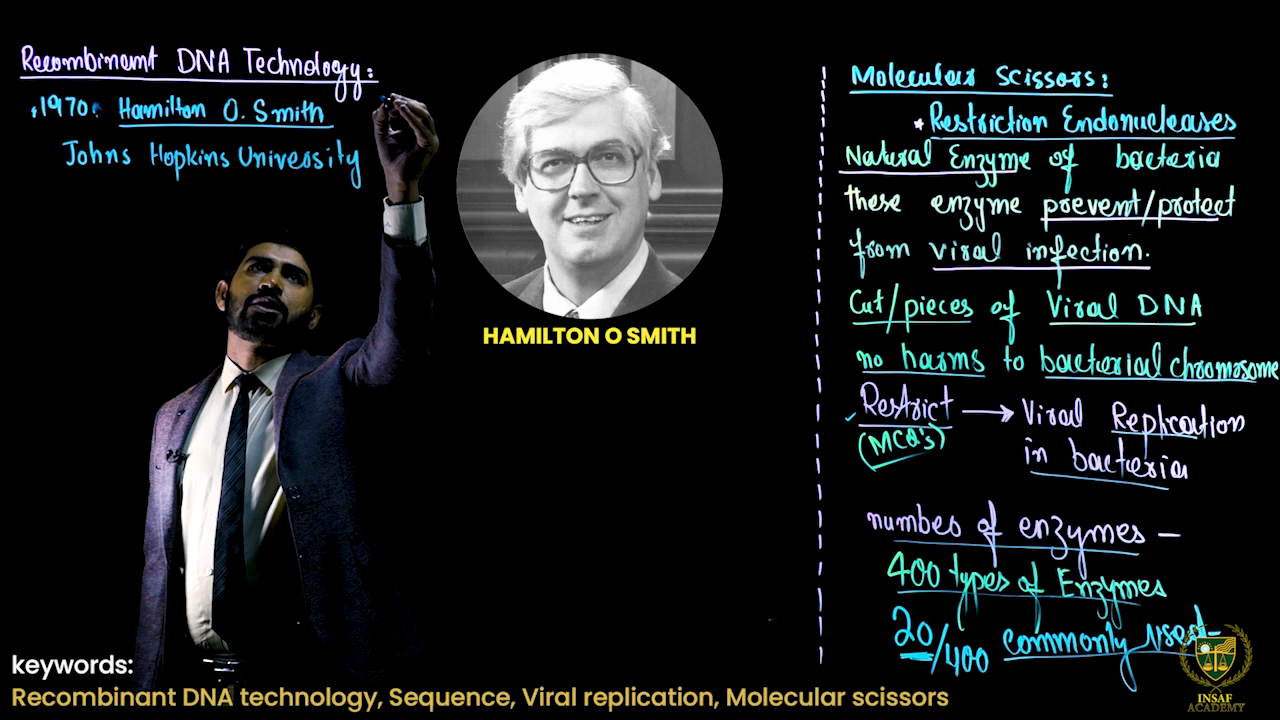 Recombinant DNA Technology:
1970: Hamilton O. Smith
Johns Hopkins University
HAMILTON O SMITH
Molecular Scissors:
* Restriction Endonucleases
Natural Enzyme of bacteria
these enzyme prevent/protect
from viral infection.
Cut/pieces of Viral DNA
no harms to bacterial chromosome
Restrict → Viral Replication
(MCQ's) in bacteria
number of enzymes -
400 types of Enzymes
20/400 commonly used
keywords:
Recombinant DNA technology, Sequence, Viral replication, Molecular scissors
INSAF
ACADEMY